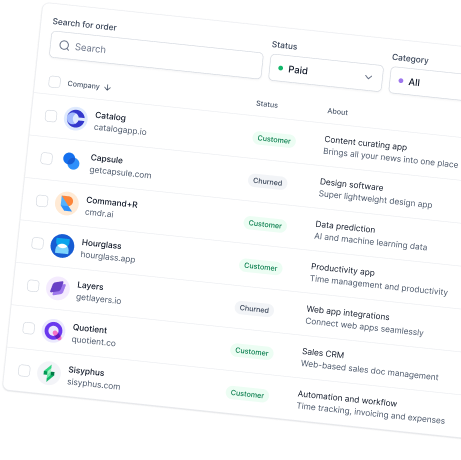 Search for order
Search
Status
Paid
Category
All
Company
Status
About
Catalog
catalogapp.io
Customer
Content curating app
Brings all your news into one place
Capsule
getcapsule.com
Churned
Design software
Super lightweight design app
Command+R
cmdr.ai
Customer
Data prediction
AI and machine learning data
Hourglass
hourglass.app
Customer
Productivity app
Time management and productivity
Layers
getlayers.io
Churned
Web app integrations
Connect web apps seamlessly
Quotient
quotient.co
Customer
Sales CRM
Web-based sales doc management
Sisyphus
sisyphus.com
Customer
Automation and workflow
Time tracking, invoicing and expenses